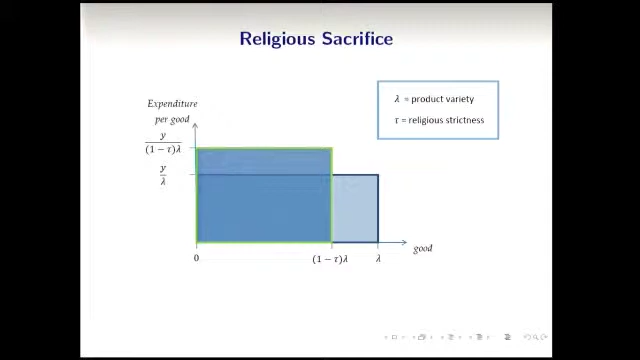 Religious Sacrifice
λ = product variety
τ = religious strictness
Expenditure
per good
y
(1 − τ)λ
y
λ
0
(1 − τ)λ
λ
good